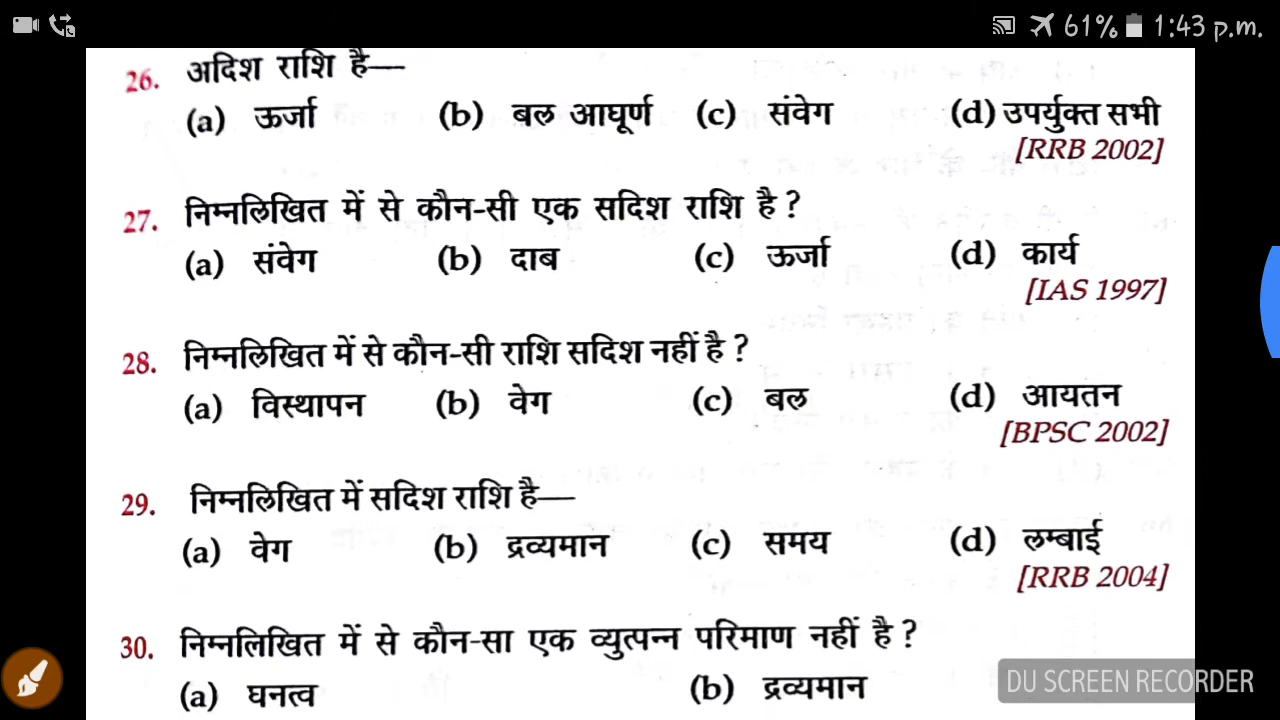 61% 1:43 p.m.
26. अदिश राशि है—
(a) ऊर्जा (b) बल आघूर्ण (c) संवेग (d) उपर्युक्त सभी
[RRB 2002]
27. निम्नलिखित में से कौन-सी एक सदिश राशि है ?
(a) संवेग (b) दाब (c) ऊर्जा (d) कार्य
[IAS 1997]
28. निम्नलिखित में से कौन-सी राशि सदिश नहीं है ?
(a) विस्थापन (b) वेग (c) बल (d) आयतन
[BPSC 2002]
29. निम्नलिखित में सदिश राशि है—
(a) वेग (b) द्रव्यमान (c) समय (d) लम्बाई
[RRB 2004]
30. निम्नलिखित में से कौन-सा एक व्युत्पन्न परिमाण नहीं है ?
(a) घनत्व (b) द्रव्यमान
DU SCREEN RECORDER